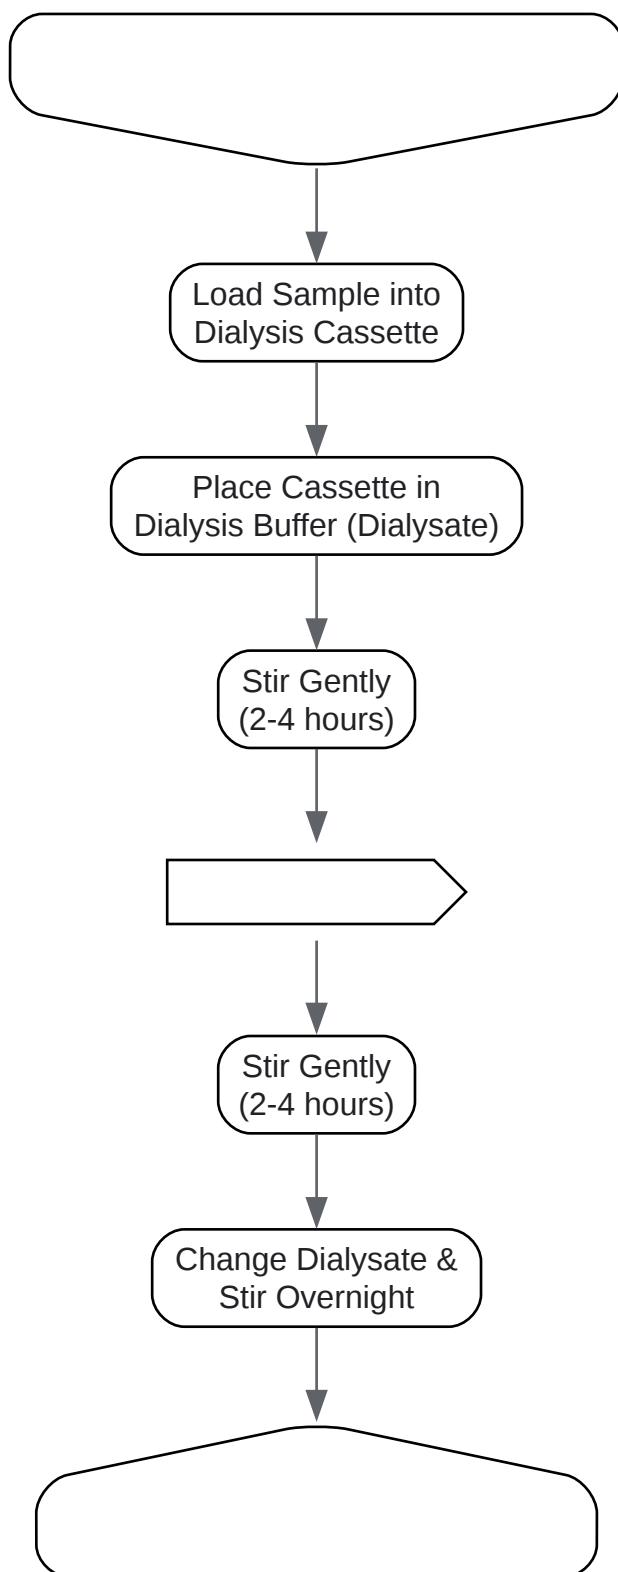 Load Sample into
Dialysis Cassette
Place Cassette in
Dialysis Buffer (Dialysate)
Stir Gently
(2-4 hours)
Stir Gently
(2-4 hours)
Change Dialysate &
Stir Overnight